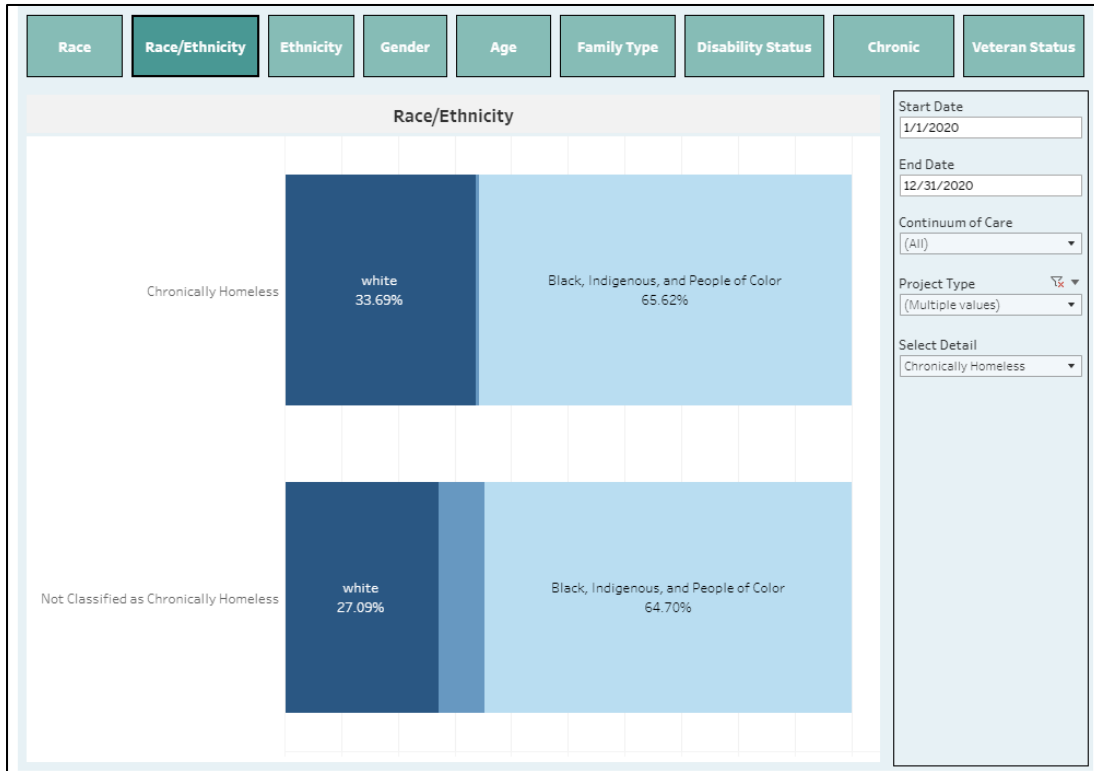 Race
Race/Ethnicity
Ethnicity
Gender
Age
Family Type
Disability Status
Chronic
Veteran Status
Race/Ethnicity
Chronically Homeless
white
33.69%
Black, Indigenous, and People of Color
65.62%
Not Classified as Chronically Homeless
white
27.09%
Black, Indigenous, and People of Color
64.70%
Start Date
1/1/2020
End Date
12/31/2020
Continuum of Care
(All)
Project Type
(Multiple values)
Select Detail
Chronically Homeless